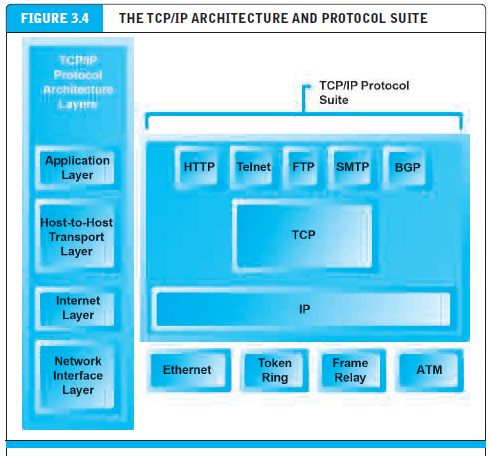 FIGURE 3.4 THE TCP/IP ARCHITECTURE AND PROTOCOL SUITE
TCP/IP
Protocol
Architecture
Layers
TCP/IP Protocol
Suite
Application
Layer
HTTP
Telnet
FTP
SMTP
BGP
Host-to-Host
Transport
Layer
TCP
Internet
Layer
IP
Network
Interface
Layer
Ethernet
Token
Ring
Frame
Relay
ATM